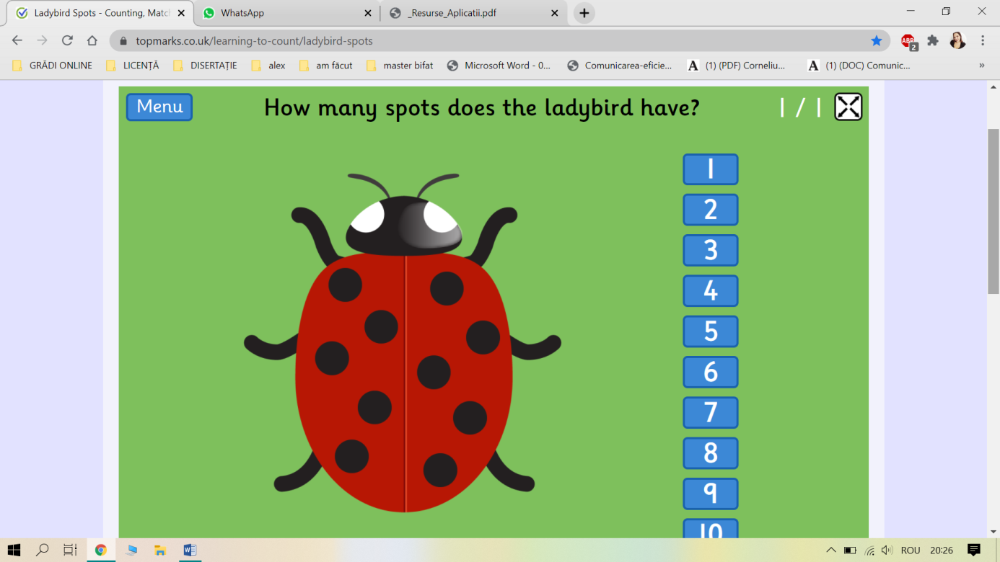 Ladybird Spots - Counting, Matc
WhatsApp
_Resurse_Aplicatii.pdf
topmarks.co.uk/learning-to-count/ladybird-spots
ABP
2
GRĂDI ONLINE
LICENȚĂ
DISERTAȚIE
alex
am făcut
master bifat
Microsoft Word - 0...
Comunicarea-eficie...
A (1) (PDF) Corneliu...
A (1) (DOC) Comunic...
»
Menu
How many spots does the ladybird have?
1 / 1
1
2
3
4
5
6
7
8
9
10
ROU
20:26